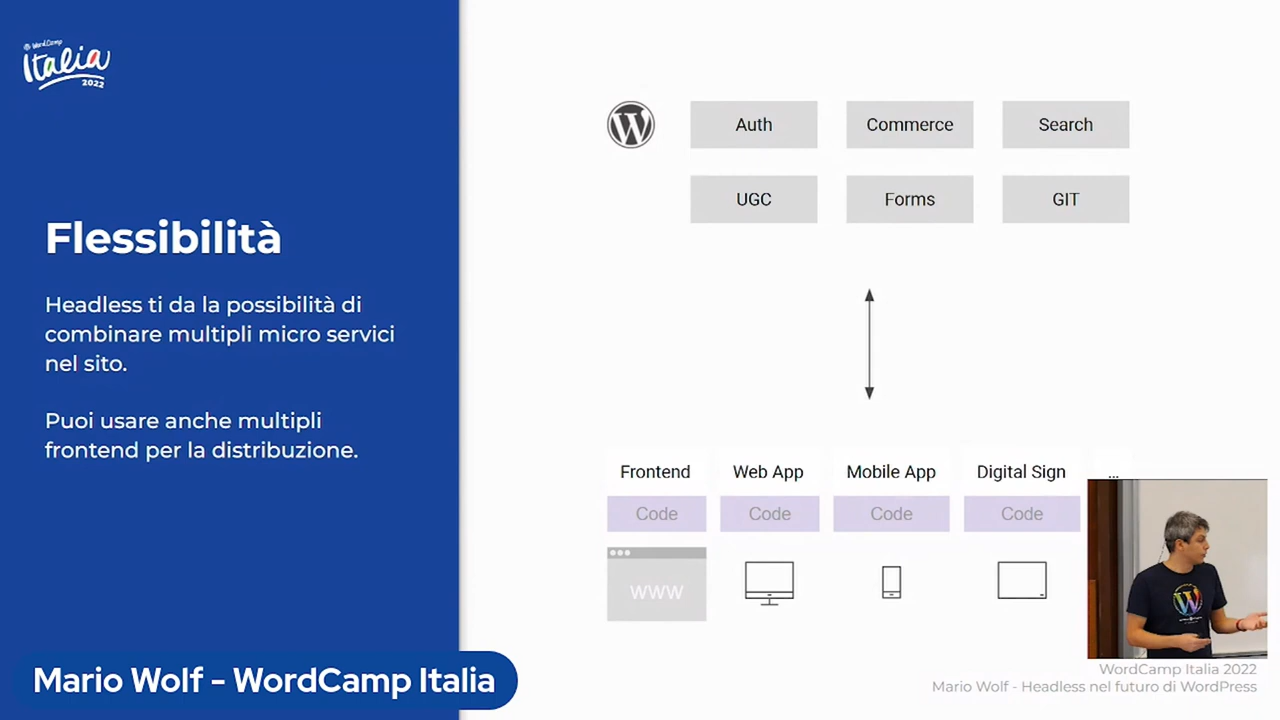 WordCamp
Italia
2022
Flessibilità
Headless ti da la possibilità di
combinare multipli micro servici
nel sito.
Puoi usare anche multipli
frontend per la distribuzione.
Auth
Commerce
Search
UGC
Forms
GIT
Frontend
Web App
Mobile App
Digital Sign
...
Code
Code
Code
Code
WWW
Mario Wolf - WordCamp Italia
WordCamp Italia 2022
Mario Wolf - Headless nel futuro di WordPress